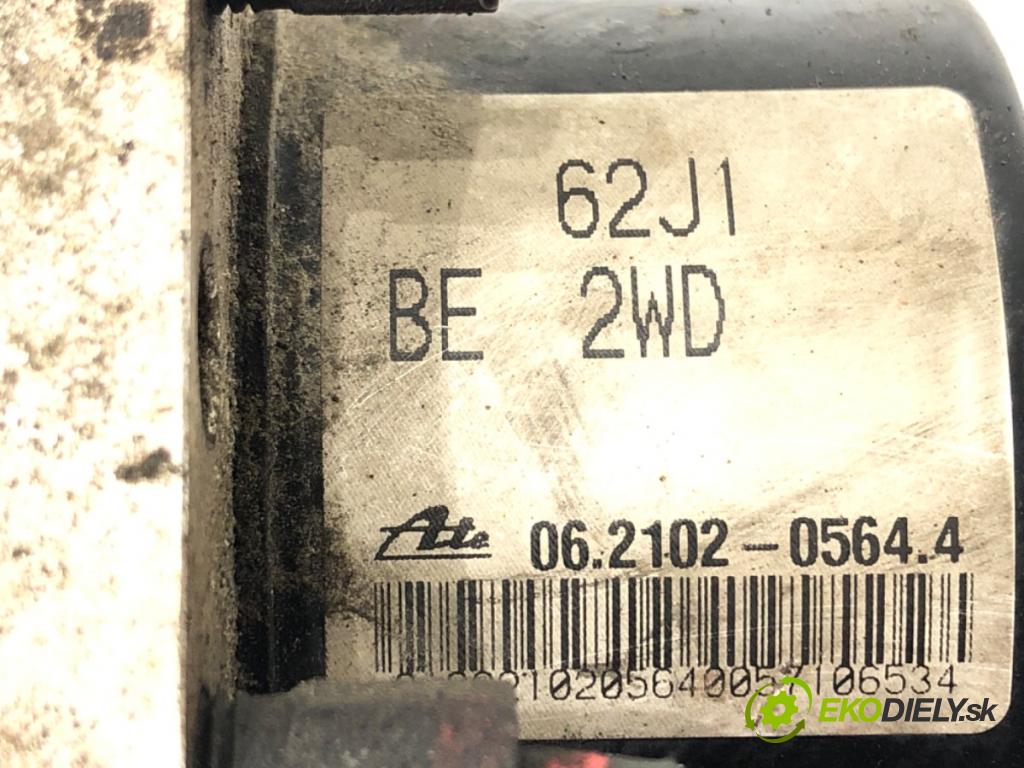 62J1
BE 2WD
Ate 06.2102-0564.4
EKODIELY.sk